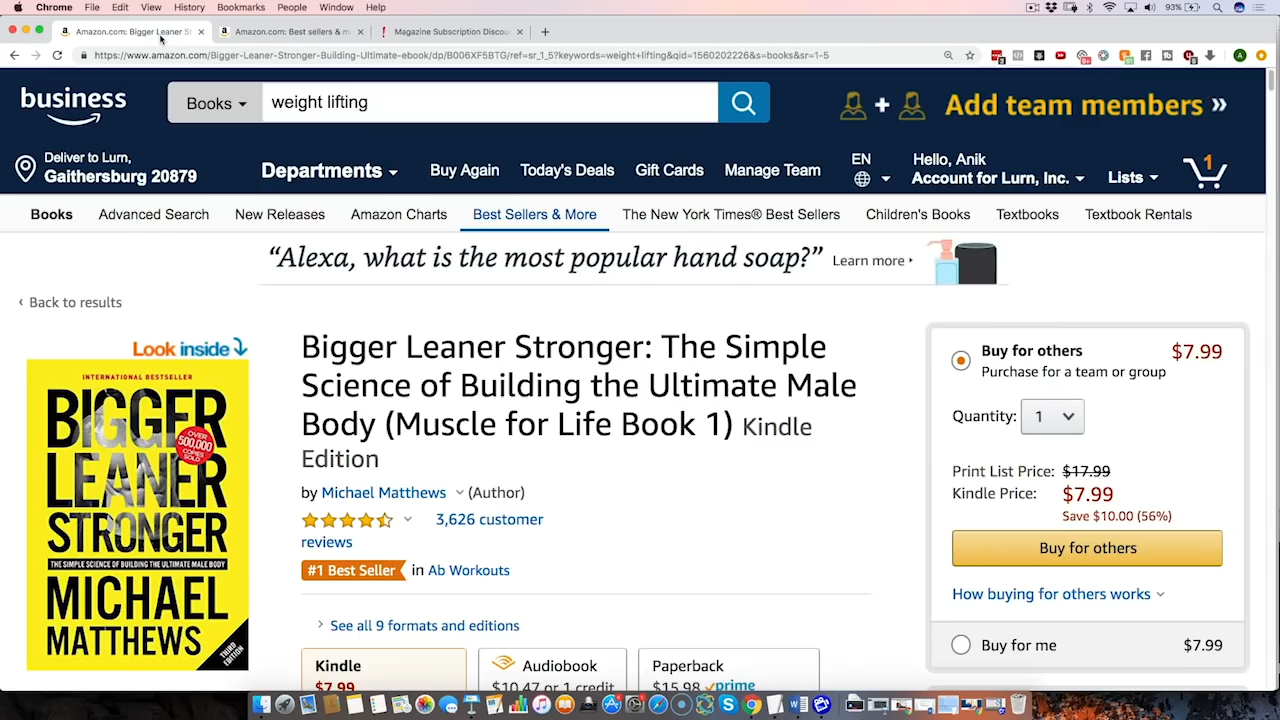 Chrome File Edit View History Bookmarks People Window Help 93%
Amazon.com: Bigger Leaner St Amazon.com: Best sellers & m Magazine Subscription Discou
https://www.amazon.com/Bigger-Leaner-Stronger-Building-Ultimate-ebook/dp/B006XF5BTG/ref=sr_1_5?keywords=weight+lifting&qid=1560202226&s=books&sr=1-5
business Books weight lifting + Add team members »
Deliver to Lurn,
Gaithersburg 20879
Departments Buy Again Today's Deals Gift Cards Manage Team EN
Hello, Anik
Account for Lurn, Inc. Lists 1
Books Advanced Search New Releases Amazon Charts Best Sellers & More The New York Times® Best Sellers Children's Books Textbooks Textbook Rentals
“Alexa, what is the most popular hand soap?” Learn more
‹ Back to results
Look inside
INTERNATIONAL BESTSELLER
BIGGER
LEANER
STRONGER
OVER
500,000
COPIES
SOLD
THE SIMPLE SCIENCE OF BUILDING THE ULTIMATE MALE BODY
MICHAEL
MATTHEWS
THIRD
EDITION
Bigger Leaner Stronger: The Simple
Science of Building the Ultimate Male
Body (Muscle for Life Book 1) Kindle
Edition
by Michael Matthews (Author)
3,626 customer
reviews
#1 Best Seller in Ab Workouts
See all 9 formats and editions
Kindle
$7.99
Audiobook
$10.47 or 1 credit
Paperback
$15.98 prime
Buy for others $7.99
Purchase for a team or group
Quantity: 1
Print List Price: $17.99
Kindle Price: $7.99
Save $10.00 (56%)
Buy for others
How buying for others works
Buy for me $7.99